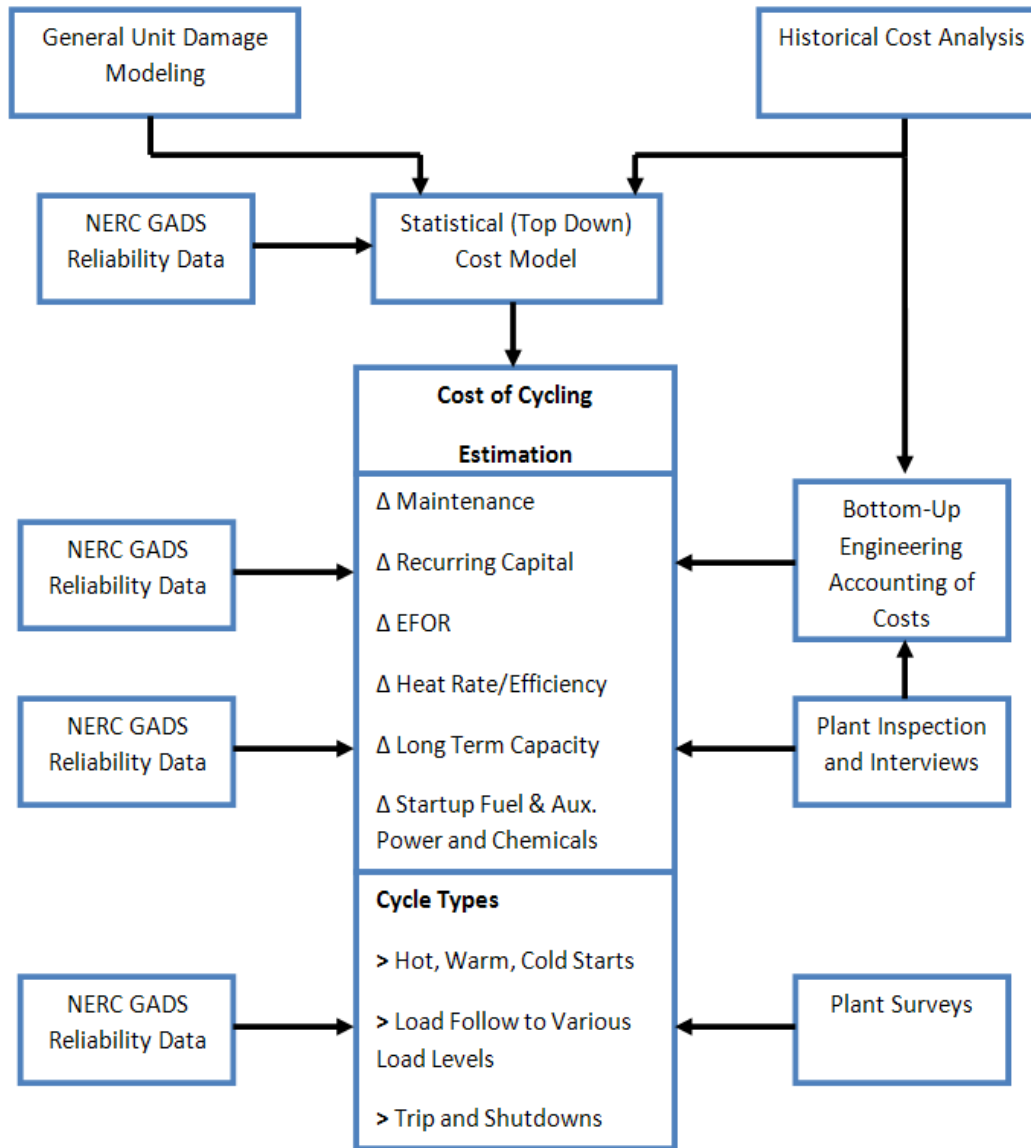 General Unit Damage
Modeling
Historical Cost Analysis
NERC GADS
Reliability Data
Statistical (Top Down)
Cost Model
Cost of Cycling
Estimation
Δ Maintenance
Δ Recurring Capital
Δ EFOR
Δ Heat Rate/Efficiency
Δ Long Term Capacity
Δ Startup Fuel & Aux.
Power and Chemicals
NERC GADS
Reliability Data
Bottom-Up
Engineering
Accounting of
Costs
NERC GADS
Reliability Data
Plant Inspection
and Interviews
Cycle Types
> Hot, Warm, Cold Starts
> Load Follow to Various
Load Levels
> Trip and Shutdowns
NERC GADS
Reliability Data
Plant Surveys